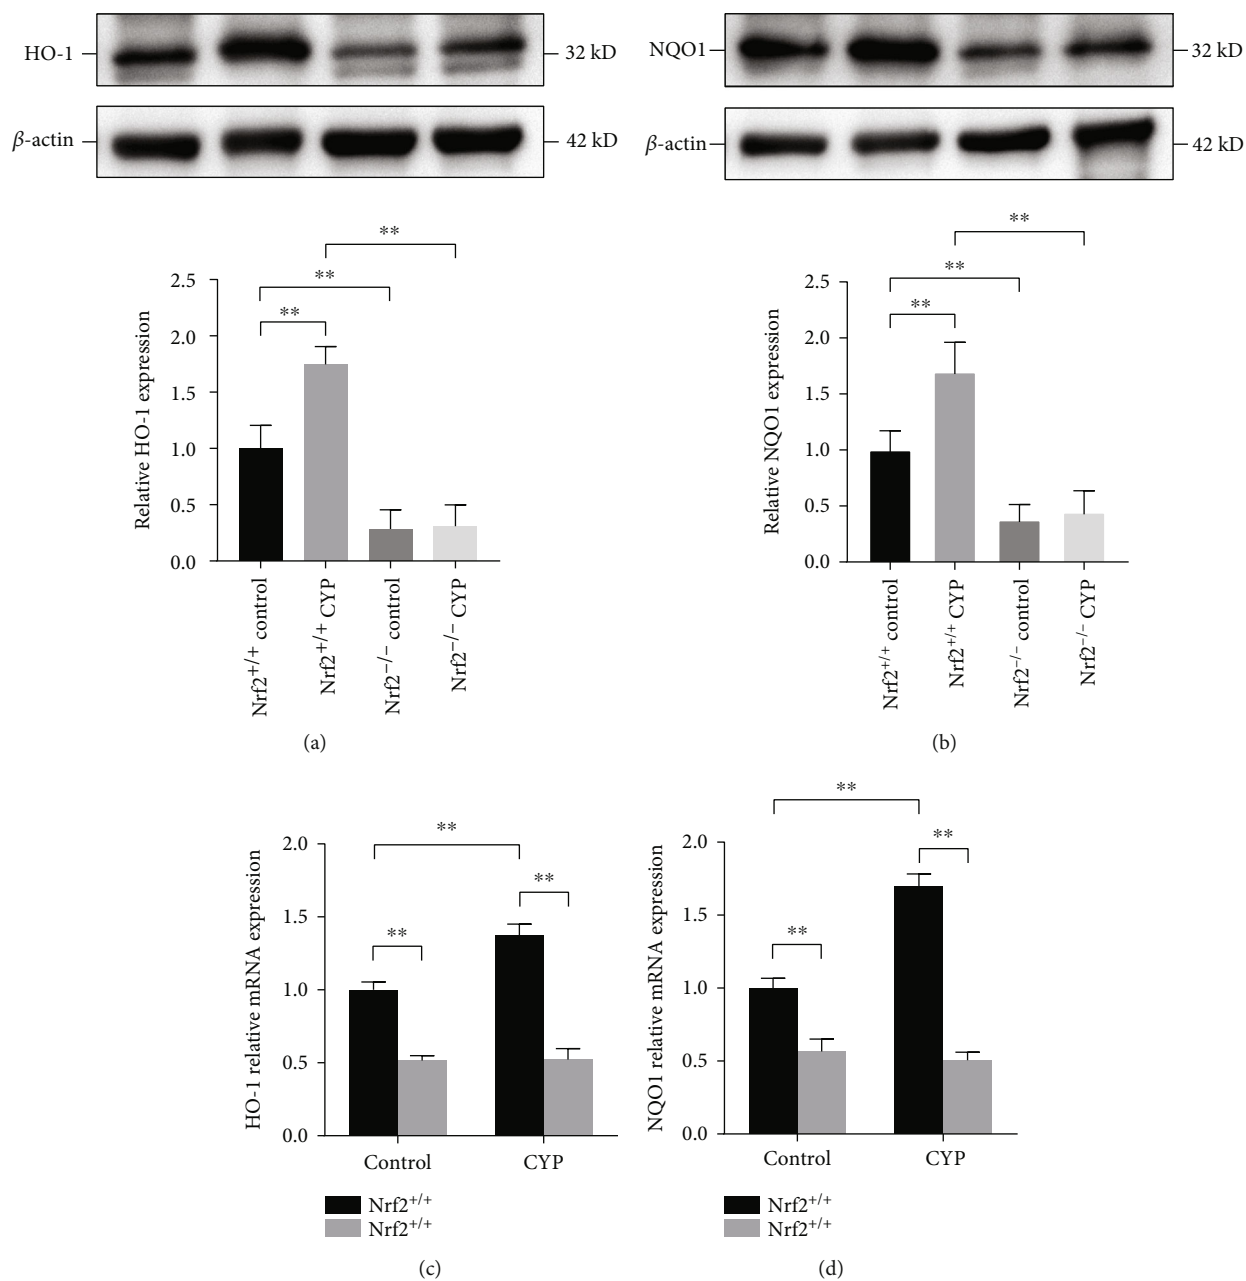 HO-1
32 kD
β-actin
42 kD
NQO1
32 kD
β-actin
42 kD
**
**
**
Relative HO-1 expression
2.5
2.0
1.5
1.0
0.5
0.0
Nrf2+/+ control
Nrf2+/+ CYP
Nrf2−/− control
Nrf2−/− CYP
(a)
**
**
**
Relative NQO1 expression
2.5
2.0
1.5
1.0
0.5
0.0
Nrf2+/+ control
Nrf2+/+ CYP
Nrf2−/− control
Nrf2−/− CYP
(b)
**
**
**
HO-1 relative mRNA expression
2.0
1.5
1.0
0.5
0.0
Control
CYP
Nrf2+/+
Nrf2+/+
(c)
**
**
**
NQO1 relative mRNA expression
2.0
1.5
1.0
0.5
0.0
Control
CYP
Nrf2+/+
Nrf2+/+
(d)